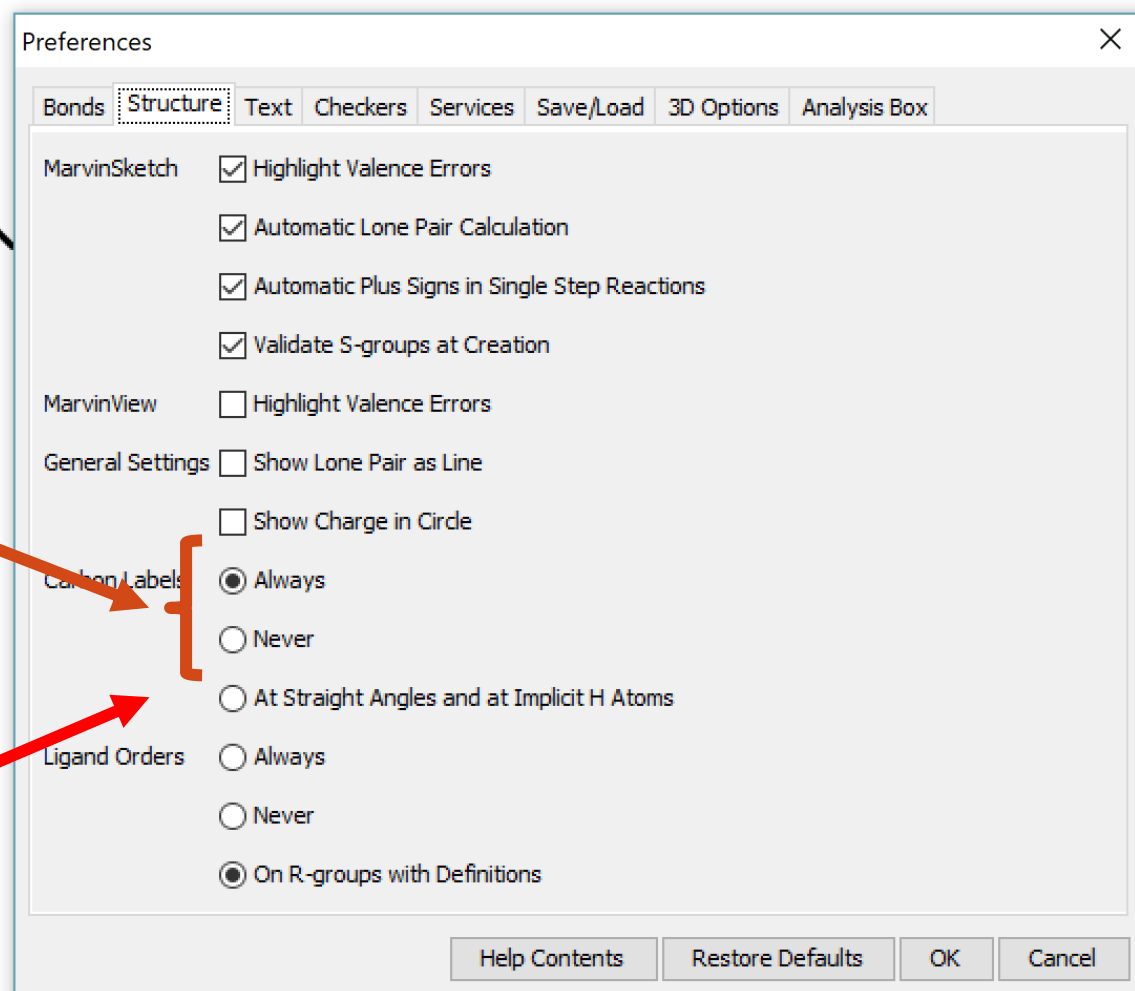 Preferences
Bonds Structure Text Checkers Services Save/Load 3D Options Analysis Box
MarvinSketch Highlight Valence Errors
Automatic Lone Pair Calculation
Automatic Plus Signs in Single Step Reactions
Validate S-groups at Creation
MarvinView Highlight Valence Errors
General Settings Show Lone Pair as Line
Show Charge in Circle
Carbon Labels Always
Never
At Straight Angles and at Implicit H Atoms
Ligand Orders Always
Never
On R-groups with Definitions
Help Contents Restore Defaults OK Cancel